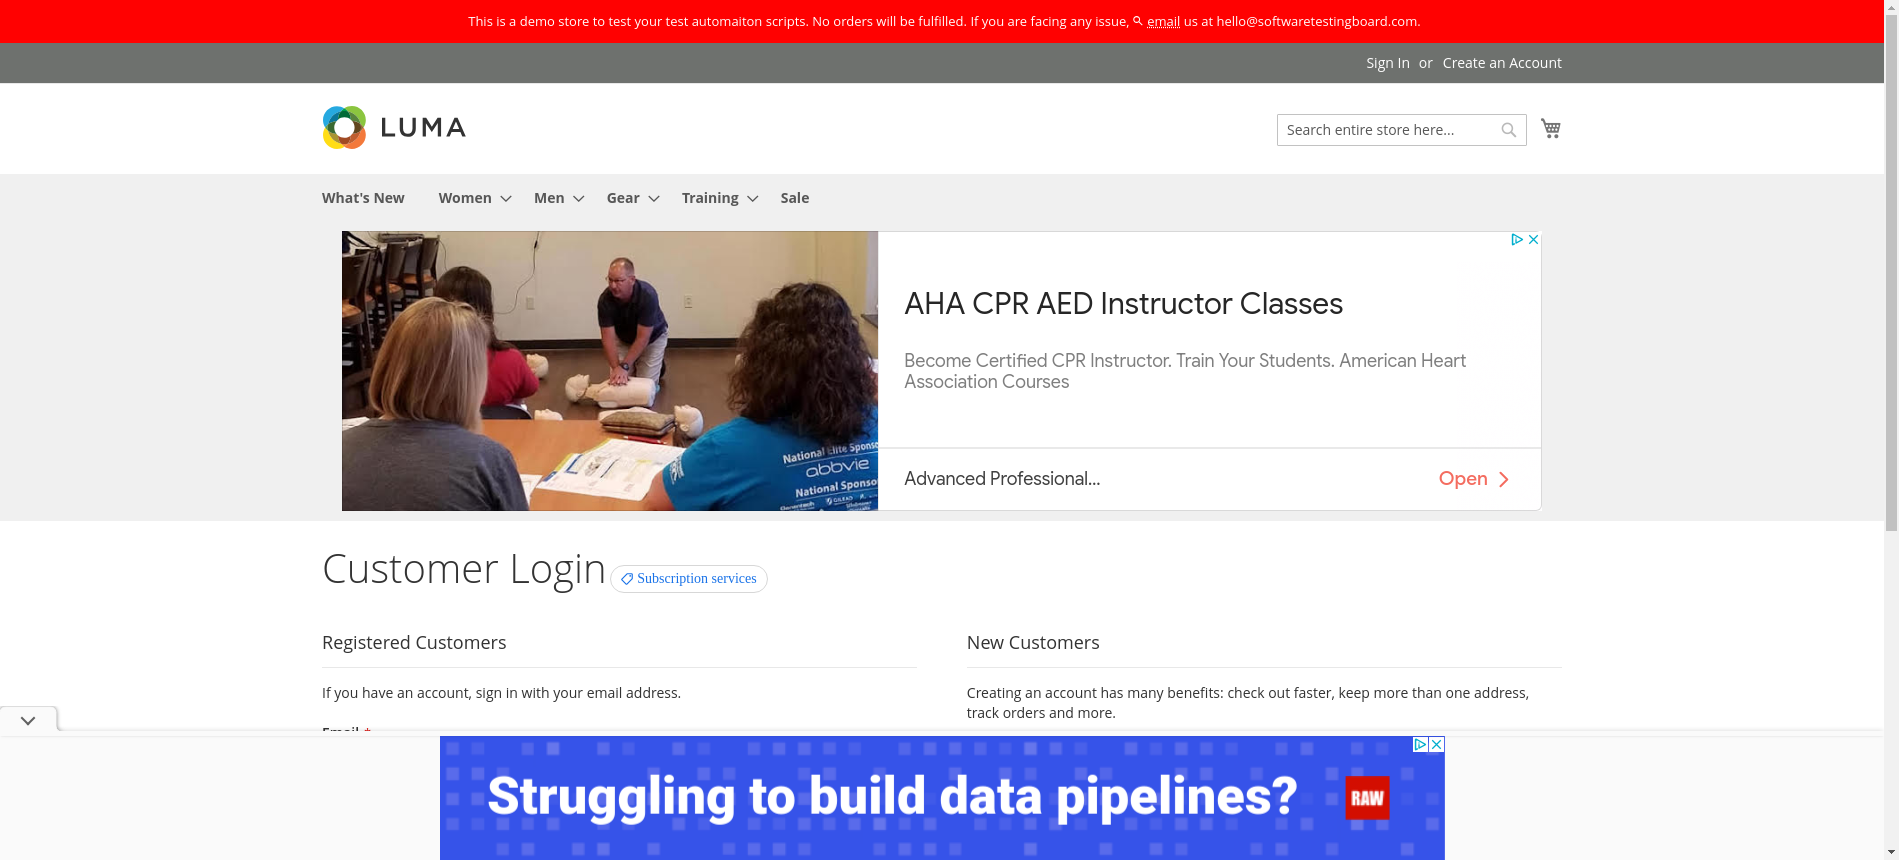 This is a demo store to test your test automaiton scripts. No orders will be fulfilled. If you are facing any issue, email us at hello@softwaretestingboard.com.
Sign In or Create an Account
LUMA
Search entire store here...
What's New Women Men Gear Training Sale
AHA CPR AED Instructor Classes
Become Certified CPR Instructor. Train Your Students. American Heart
Association Courses
National Elite Sponso
abbvie
National Sponso
Advanced Professional...
Open
Customer Login
Subscription services
Registered Customers
If you have an account, sign in with your email address.
Email *
New Customers
Creating an account has many benefits: check out faster, keep more than one address,
track orders and more.
Struggling to build data pipelines?
RAW